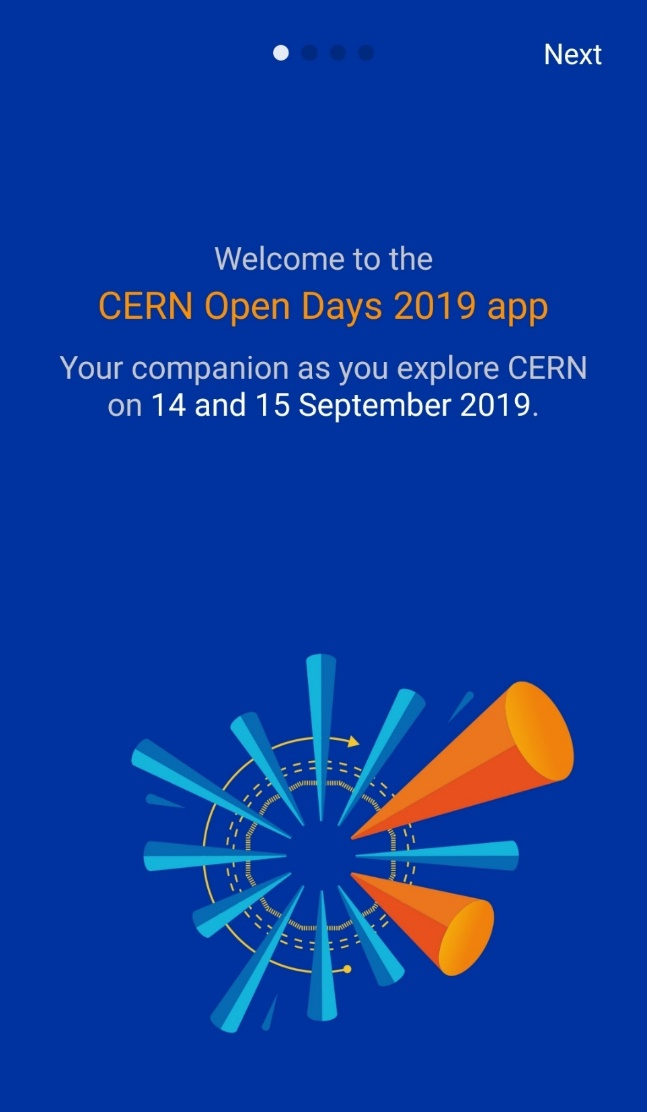 Next
Welcome to the
CERN Open Days 2019 app
Your companion as you explore CERN
on 14 and 15 September 2019.